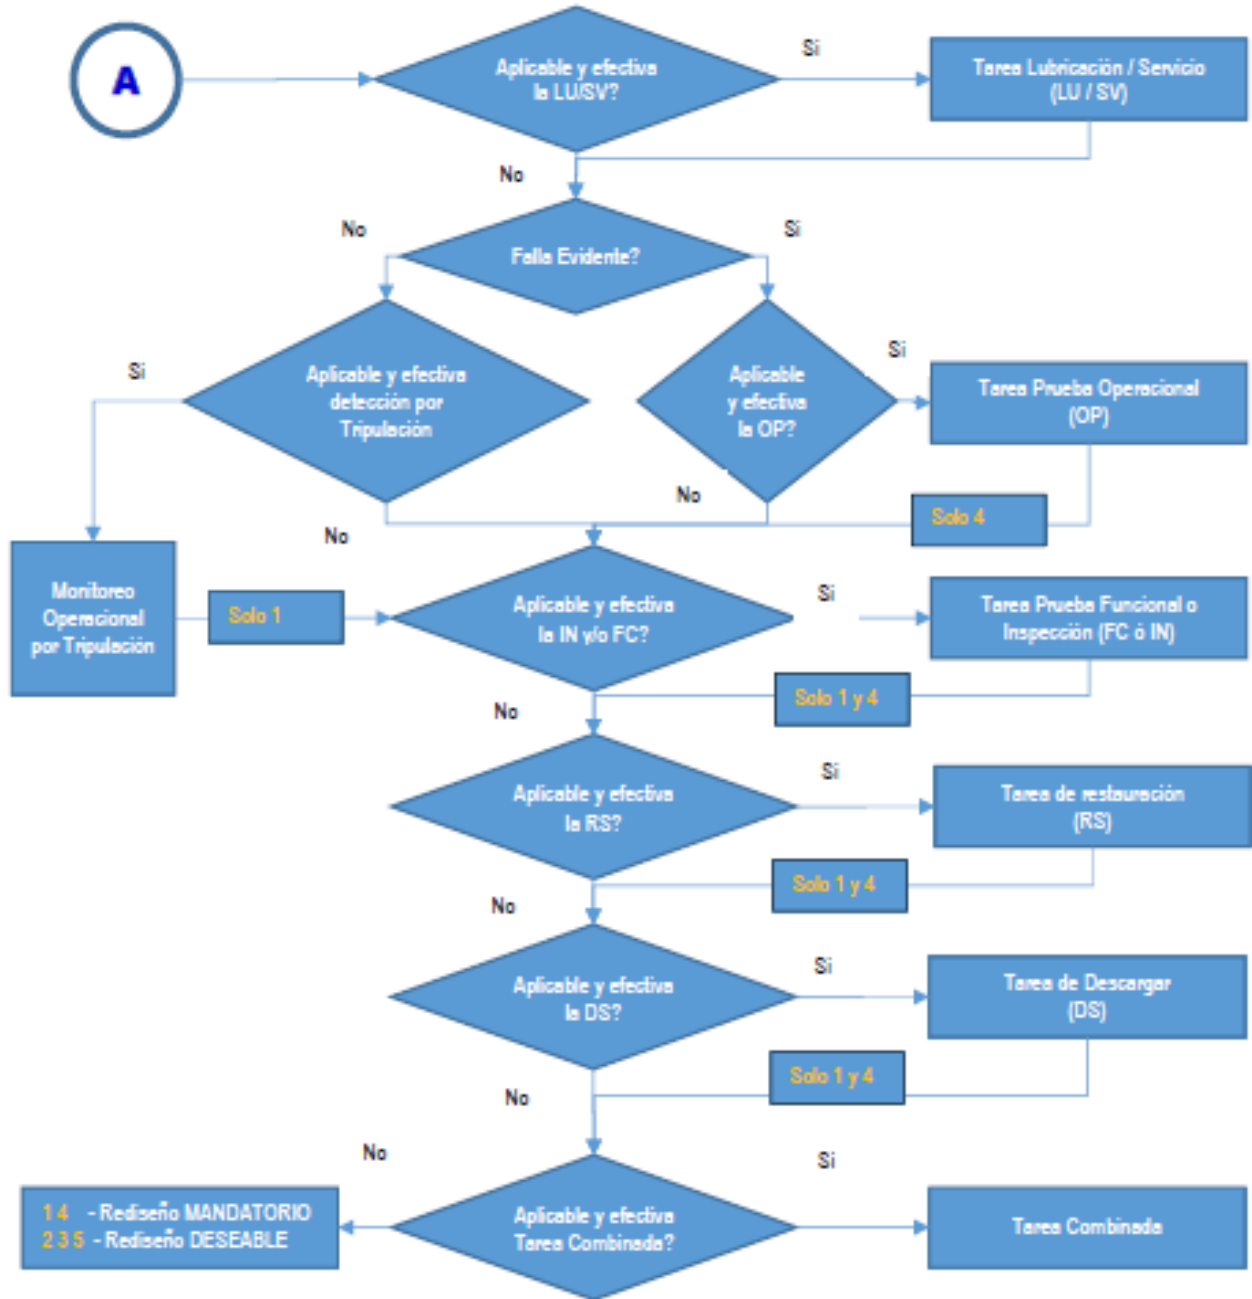 A
Aplicable y efectiva
la LU/SV?
Si
Tarea Lubricación / Servicio
(LU / SV)
No
No
Falla Evidente?
Si
Si
Aplicable y efectiva
detección por
Tripulación
Aplicable
y efectiva
la OP?
Si
Tarea Prueba Operacional
(OP)
No
No
Solo 4
Monitoreo
Operacional
por Tripulación
Solo 1
Aplicable y efectiva
la IN y/o FC?
Si
Tarea Prueba Funcional o
Inspección (FC ó IN)
Solo 1 y 4
No
Aplicable y efectiva
la RS?
Si
Tarea de restauración
(RS)
Solo 1 y 4
No
Aplicable y efectiva
la DS?
Si
Tarea de Descargar
(DS)
Solo 1 y 4
No
No
Aplicable y efectiva
Tarea Combinada?
Si
Tarea Combinada
1 4 - Rediseño MANDATORIO
2 3 5 - Rediseño DESEABLE